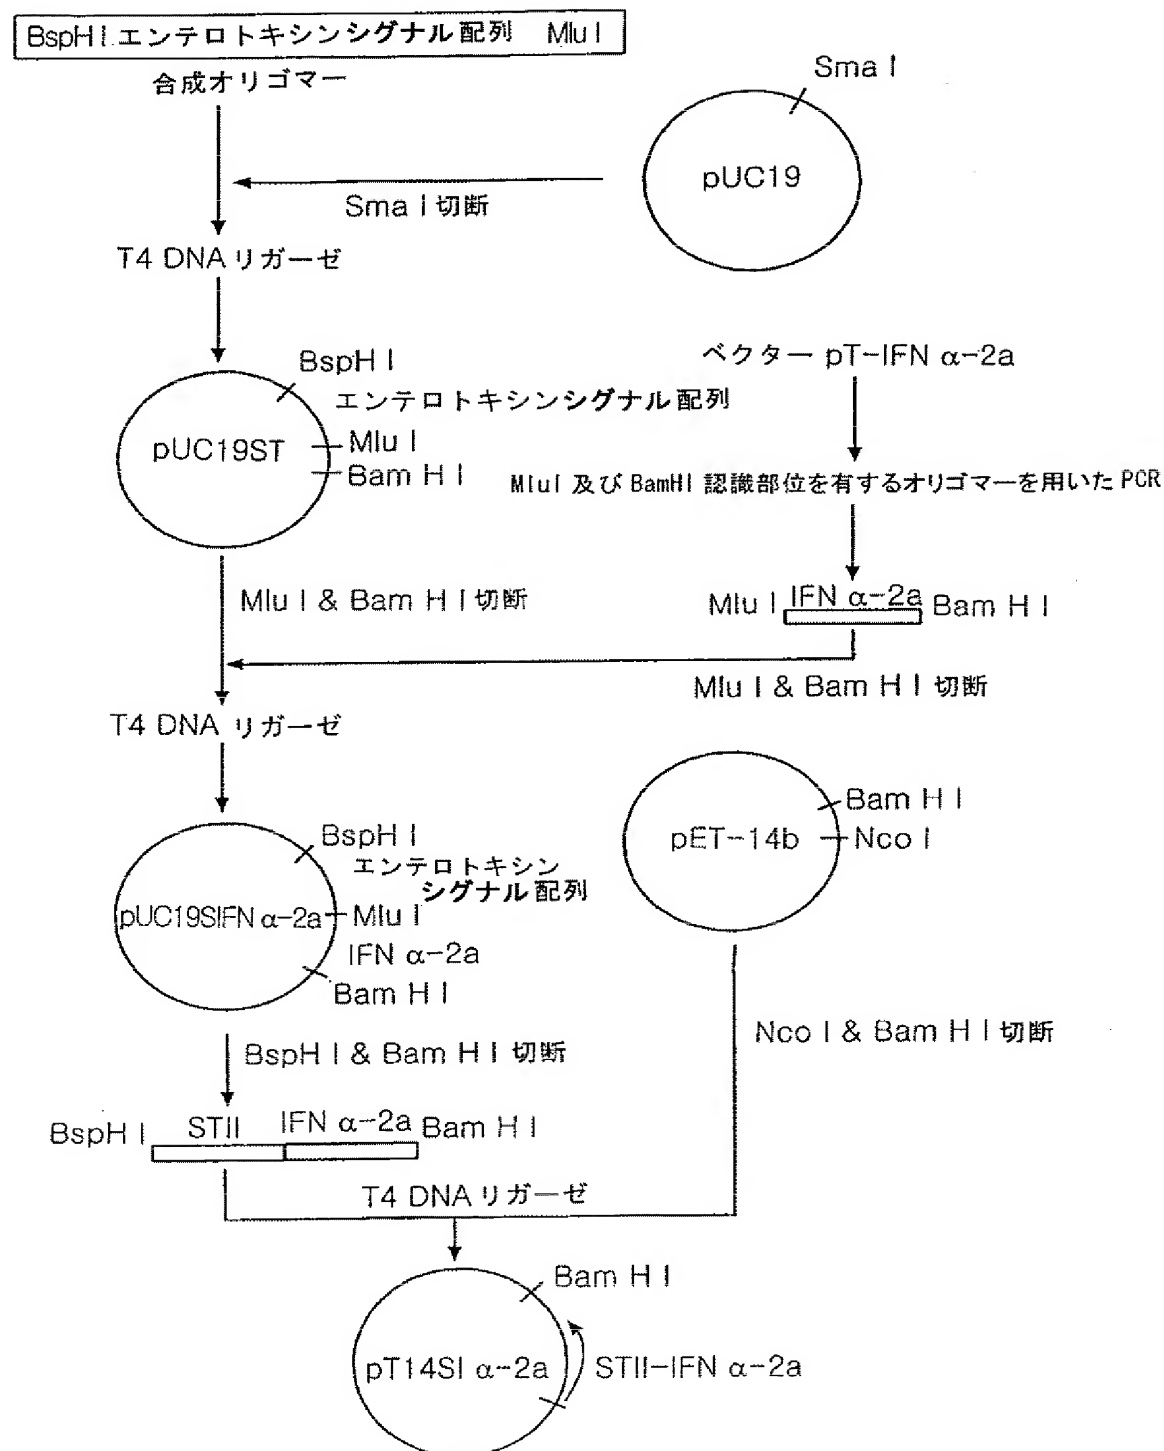 BspH I エンテロトキシンシグナル配列 Mlu I
合成オリゴマー
Sma I
pUC19
Sma I 切断
T4 DNA リガーゼ
BspH I
エンテロトキシンシグナル配列
pUC19ST
Mlu I
Bam H I
ベクター pT-IFN α-2a
MluI 及び BamHI 認識部位を有するオリゴマーを用いた PCR
Mlu I & Bam H I 切断
Mlu I IFN α-2a Bam H I
Mlu I & Bam H I 切断
T4 DNA リガーゼ
Bam H I
pET-14b
Nco I
BspH I
エンテロトキシン
シグナル配列
pUC19SIFN α-2a
Mlu I
IFN α-2a
Bam H I
Nco I & Bam H I 切断
BspH I & Bam H I 切断
BspH I STII IFN α-2a Bam H I
T4 DNA リガーゼ
Bam H I
pT14SI α-2a
STII-IFN α-2a